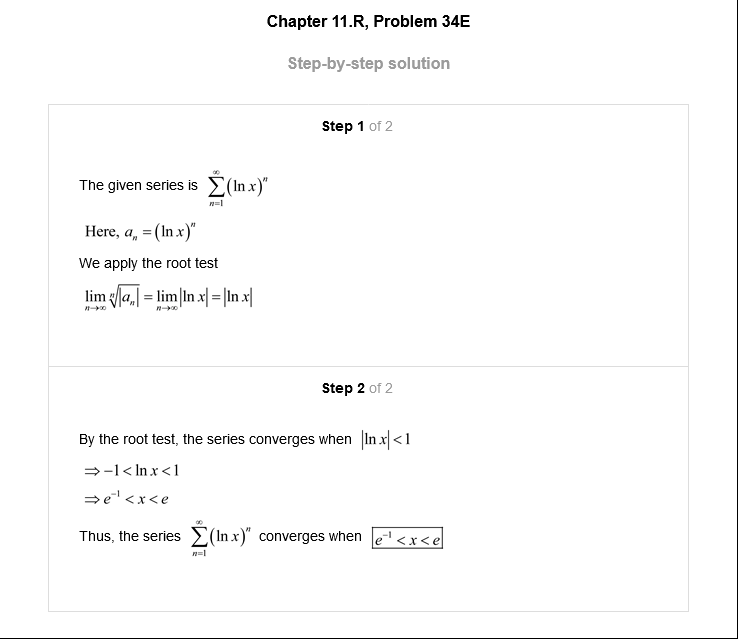 Chapter 11.R, Problem 34E
Step-by-step solution
Step 1 of 2
The given series is $\sum_{n=1}^{\infty}(\ln x)^n$
Here, $a_n = (\ln x)^n$
We apply the root test
$\lim_{n\to\infty} \sqrt[n]{|a_n|} = \lim_{n\to\infty} |\ln x| = |\ln x|$
Step 2 of 2
By the root test, the series converges when $|\ln x| < 1$
$\Rightarrow -1 < \ln x < 1$
$\Rightarrow e^{-1} < x < e$
Thus, the series $\sum_{n=1}^{\infty}(\ln x)^n$ converges when $e^{-1} < x < e$